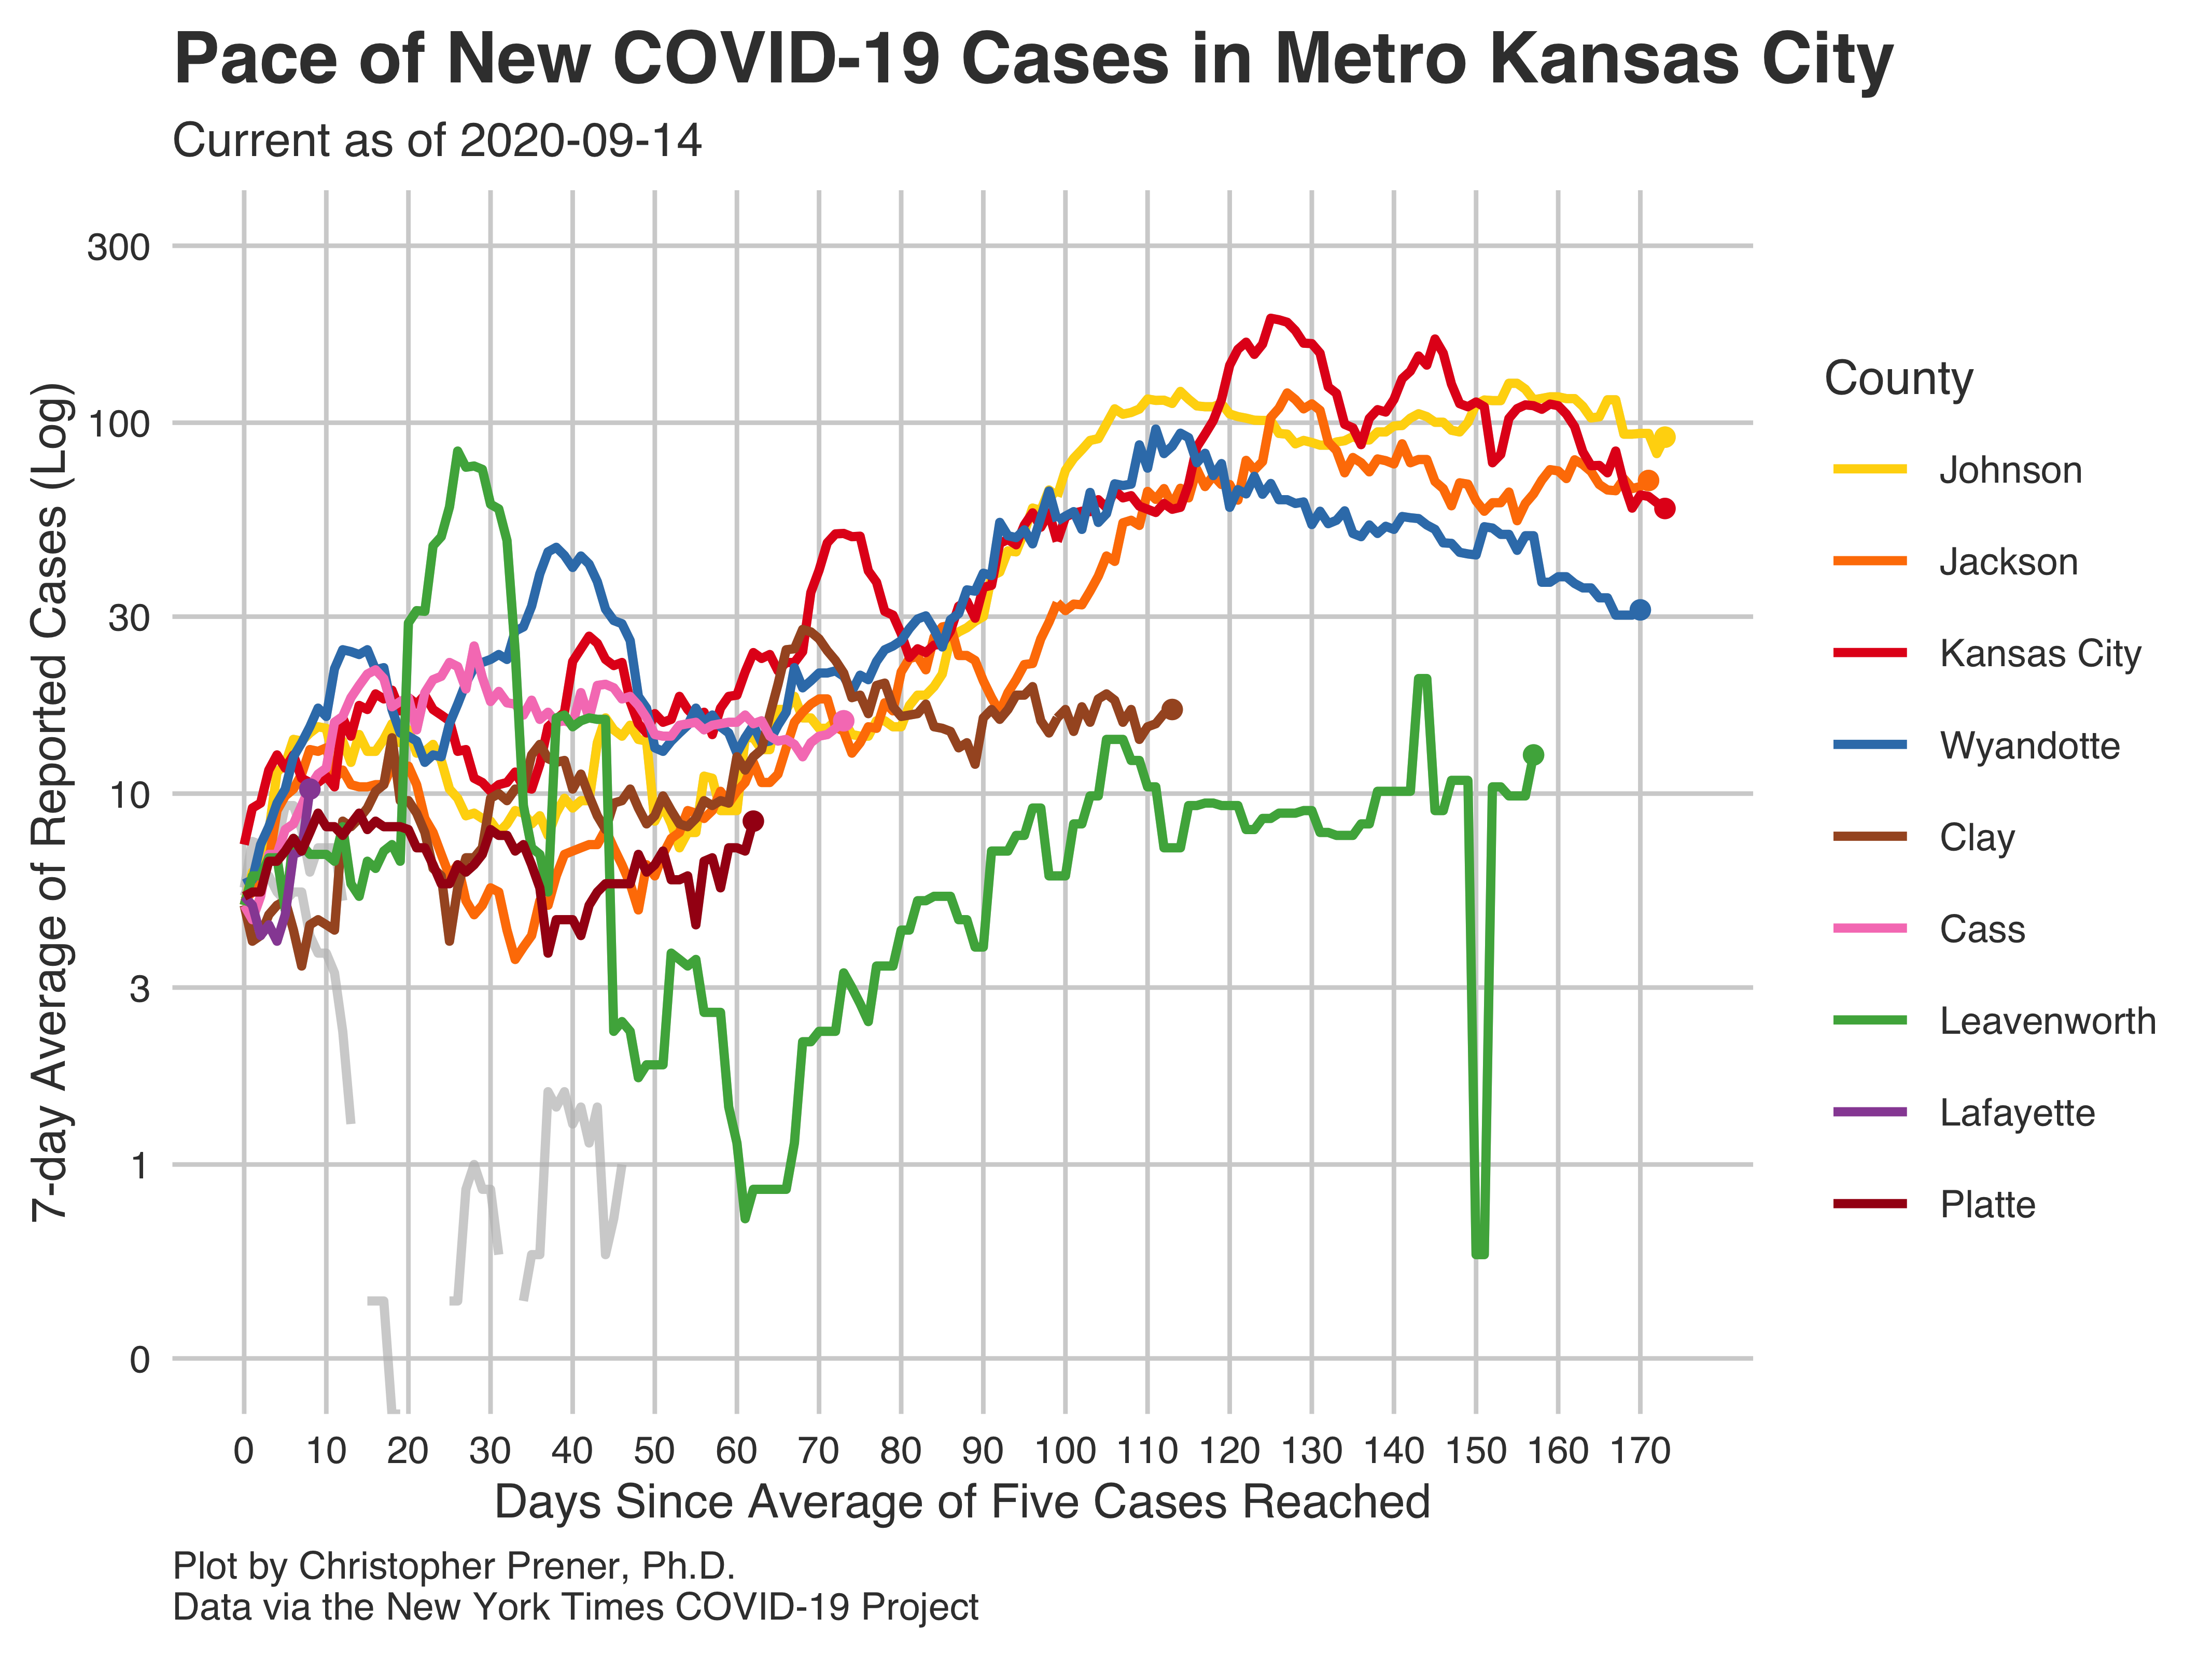 Pace of New COVID-19 Cases in Metro Kansas City
Current as of 2020-09-14
7-day Average of Reported Cases (Log)
300
100
30
10
3
1
0
0 10 20 30 40 50 60 70 80 90 100 110 120 130 140 150 160 170
Days Since Average of Five Cases Reached
County
Johnson
Jackson
Kansas City
Wyandotte
Clay
Cass
Leavenworth
Lafayette
Platte
Plot by Christopher Prener, Ph.D.
Data via the New York Times COVID-19 Project